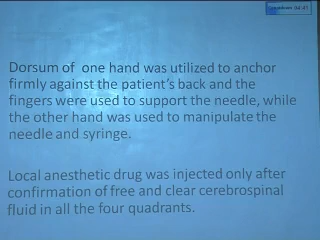 Dorsum of one hand was utilized to anchor
firmly against the patient's back and the
fingers were used to support the needle, while
the other hand was used to manipulate the
needle and syringe.
Local anesthetic drug was injected only after
confirmation of free and clear cerebrospinal
fluid in all the four quadrants.